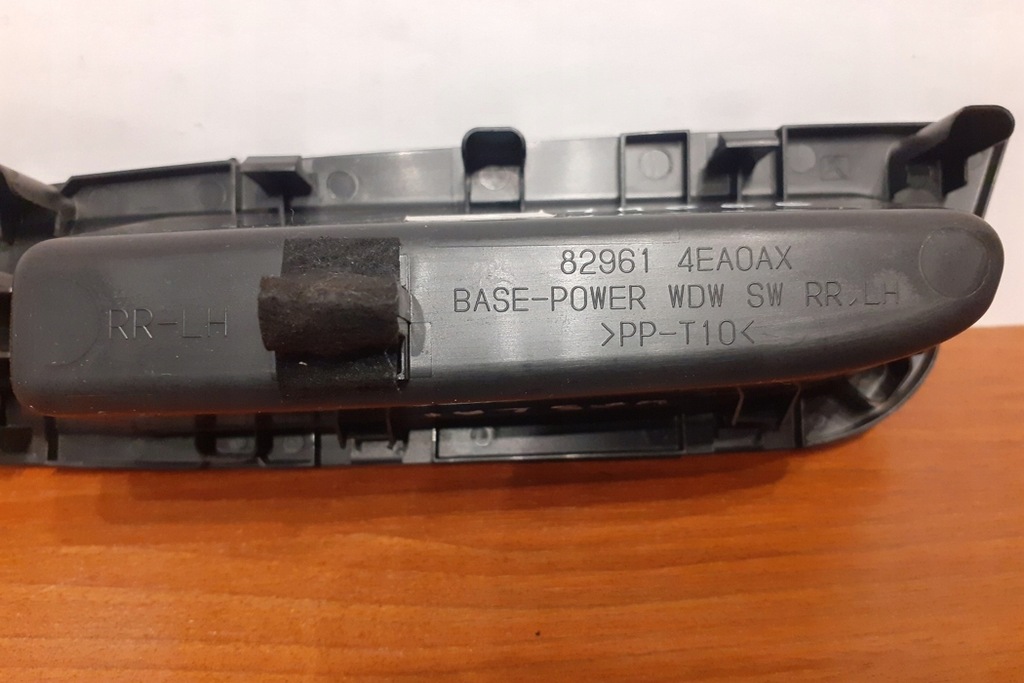 82961 4EA0AX
BASE-POWER WDW SW RR,LH
RR-LH
>PP-T10<